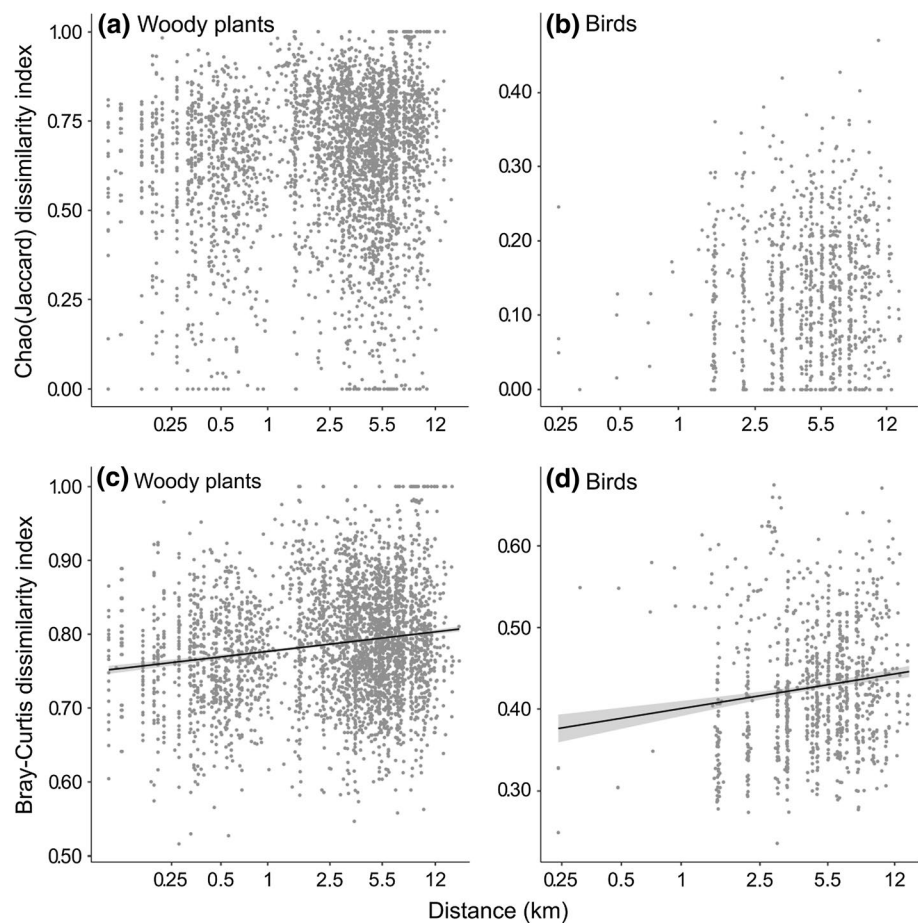 (a) Woody plants
(b) Birds
Chao(Jaccard) dissimilarity index
1.00
0.75
0.50
0.25
0.00
0.25 0.5 1 2.5 5.5 12
0.40
0.30
0.20
0.10
0.00
0.25 0.5 1 2.5 5.5 12
(c) Woody plants
(d) Birds
Bray-Curtis dissimilarity index
1.00
0.90
0.80
0.70
0.60
0.50
0.25 0.5 1 2.5 5.5 12
0.60
0.50
0.40
0.30
0.25 0.5 1 2.5 5.5 12
Distance (km)